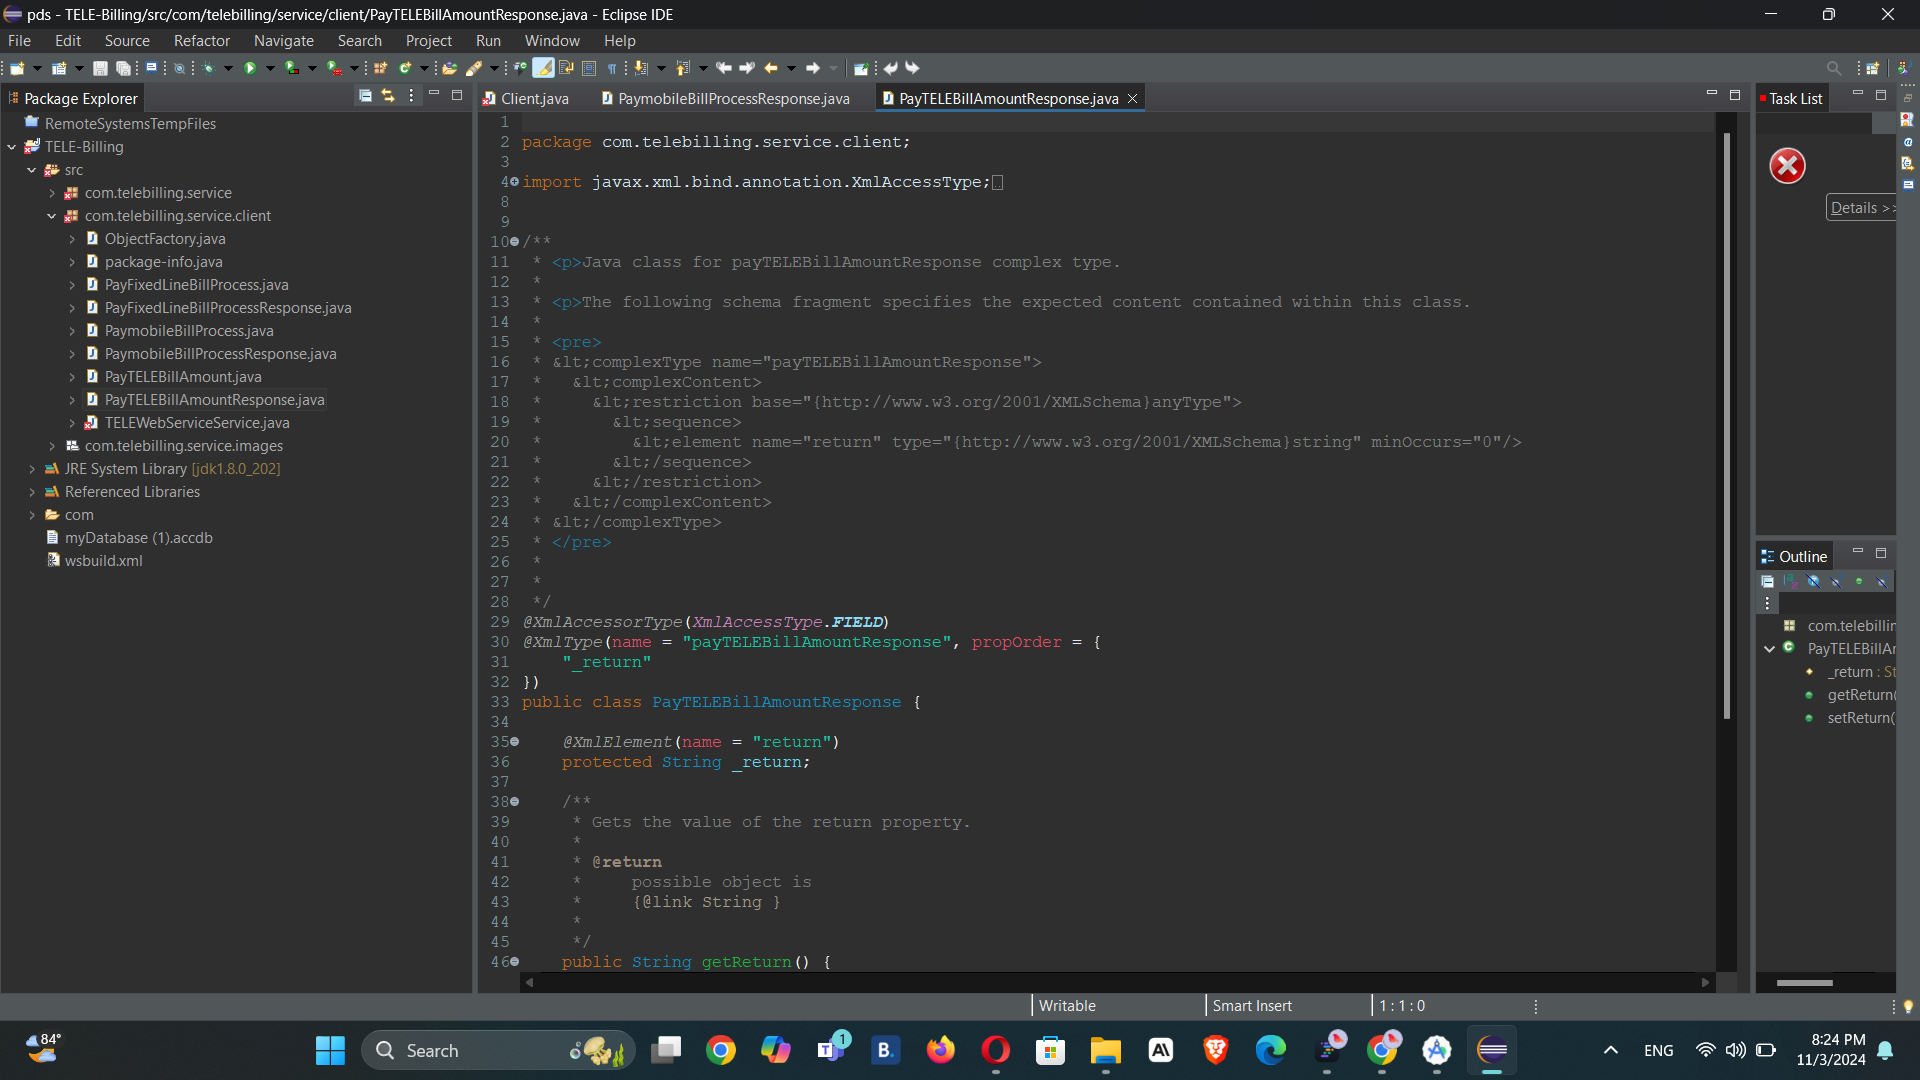 pds - TELE-Billing/src/com/telebilling/service/client/PayTELEBillAmountResponse.java - Eclipse IDE
File Edit Source Refactor Navigate Search Project Run Window Help
Package Explorer
RemoteSystemsTempFiles
TELE-Billing
src
com.telebilling.service
com.telebilling.service.client
ObjectFactory.java
package-info.java
PayFixedLineBillProcess.java
PayFixedLineBillProcessResponse.java
PaymobileBillProcess.java
PaymobileBillProcessResponse.java
PayTELEBillAmount.java
PayTELEBillAmountResponse.java
TELEWebServiceService.java
com.telebilling.service.images
JRE System Library [jdk1.8.0_202]
Referenced Libraries
com
myDatabase (1).accdb
wsbuild.xml
Client.java PaymobileBillProcessResponse.java PayTELEBillAmountResponse.java
1
2 package com.telebilling.service.client;
3
4 import javax.xml.bind.annotation.XmlAccessType;
8
9
10 /**
11 * <p>Java class for payTELEBillAmountResponse complex type.
12 *
13 * <p>The following schema fragment specifies the expected content contained within this class.
14 *
15 * <pre>
16 * &lt;complexType name="payTELEBillAmountResponse">
17 *   &lt;complexContent>
18 *     &lt;restriction base="{http://www.w3.org/2001/XMLSchema}anyType">
19 *       &lt;sequence>
20 *         &lt;element name="return" type="{http://www.w3.org/2001/XMLSchema}string" minOccurs="0"/>
21 *       &lt;/sequence>
22 *     &lt;/restriction>
23 *   &lt;/complexContent>
24 * &lt;/complexType>
25 * </pre>
26 *
27 *
28 */
29 @XmlAccessorType(XmlAccessType.FIELD)
30 @XmlType(name = "payTELEBillAmountResponse", propOrder = {
31     "_return"
32 })
33 public class PayTELEBillAmountResponse {
34
35     @XmlElement(name = "return")
36     protected String _return;
37
38     /**
39      * Gets the value of the return property.
40      *
41      * @return
42      *     possible object is
43      *     {@link String }
44      *
45      */
46     public String getReturn() {
Task List
Details >>
Outline
com.telebillin
PayTELEBillAr
_return : St
getReturn(
setReturn(
Writable Smart Insert 1 : 1 : 0
84°
Search
1
B.
ENG
8:24 PM
11/3/2024